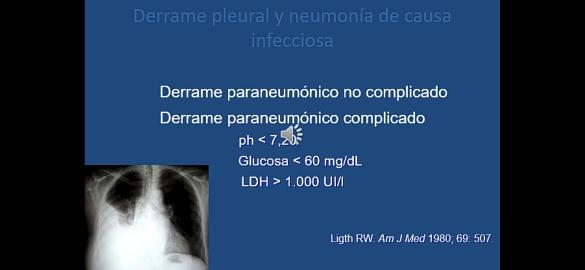 Derrame pleural y neumonía de causa
infecciosa
Derrame paraneumónico no complicado
Derrame paraneumónico complicado
ph < 7,20
Glucosa < 60 mg/dL
LDH > 1.000 UI/l
Ligth RW. Am J Med 1980; 69: 507.